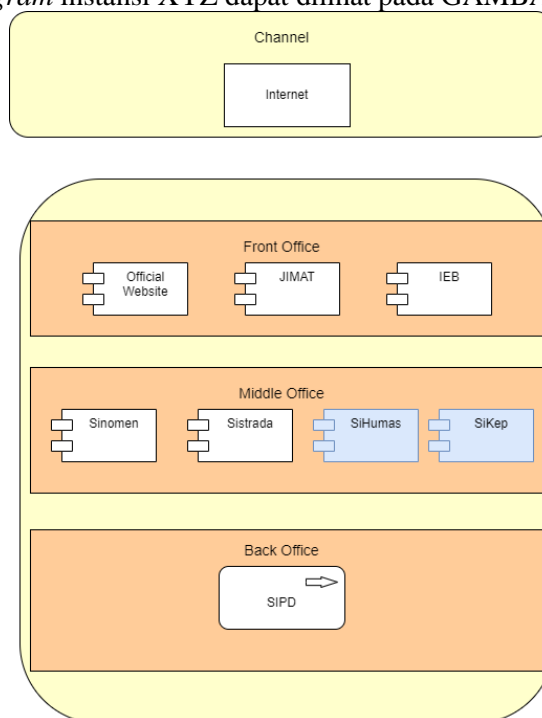 gram instansi XYZ dapat dilihat pada
Channel
Internet
Front Office
Official
Website
JIMAT
IEB
Middle Office
Sinomen
Sistrada
SiHumas
SiKep
Back Office
SIPD